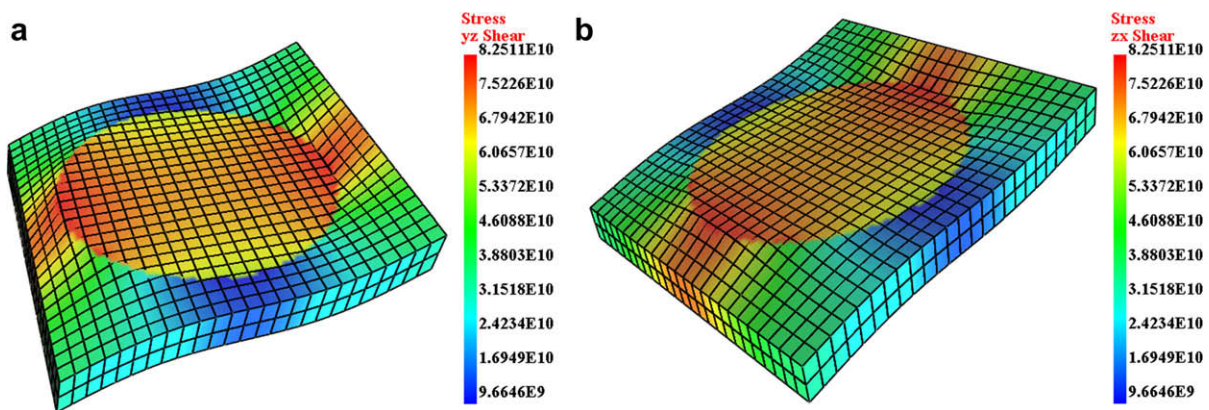 a
Stress
yz Shear
8.2511E10
7.5226E10
6.7942E10
6.0657E10
5.3372E10
4.6088E10
3.8803E10
3.1518E10
2.4234E10
1.6949E10
9.6646E9
b
Stress
zx Shear
8.2511E10
7.5226E10
6.7942E10
6.0657E10
5.3372E10
4.6088E10
3.8803E10
3.1518E10
2.4234E10
1.6949E10
9.6646E9